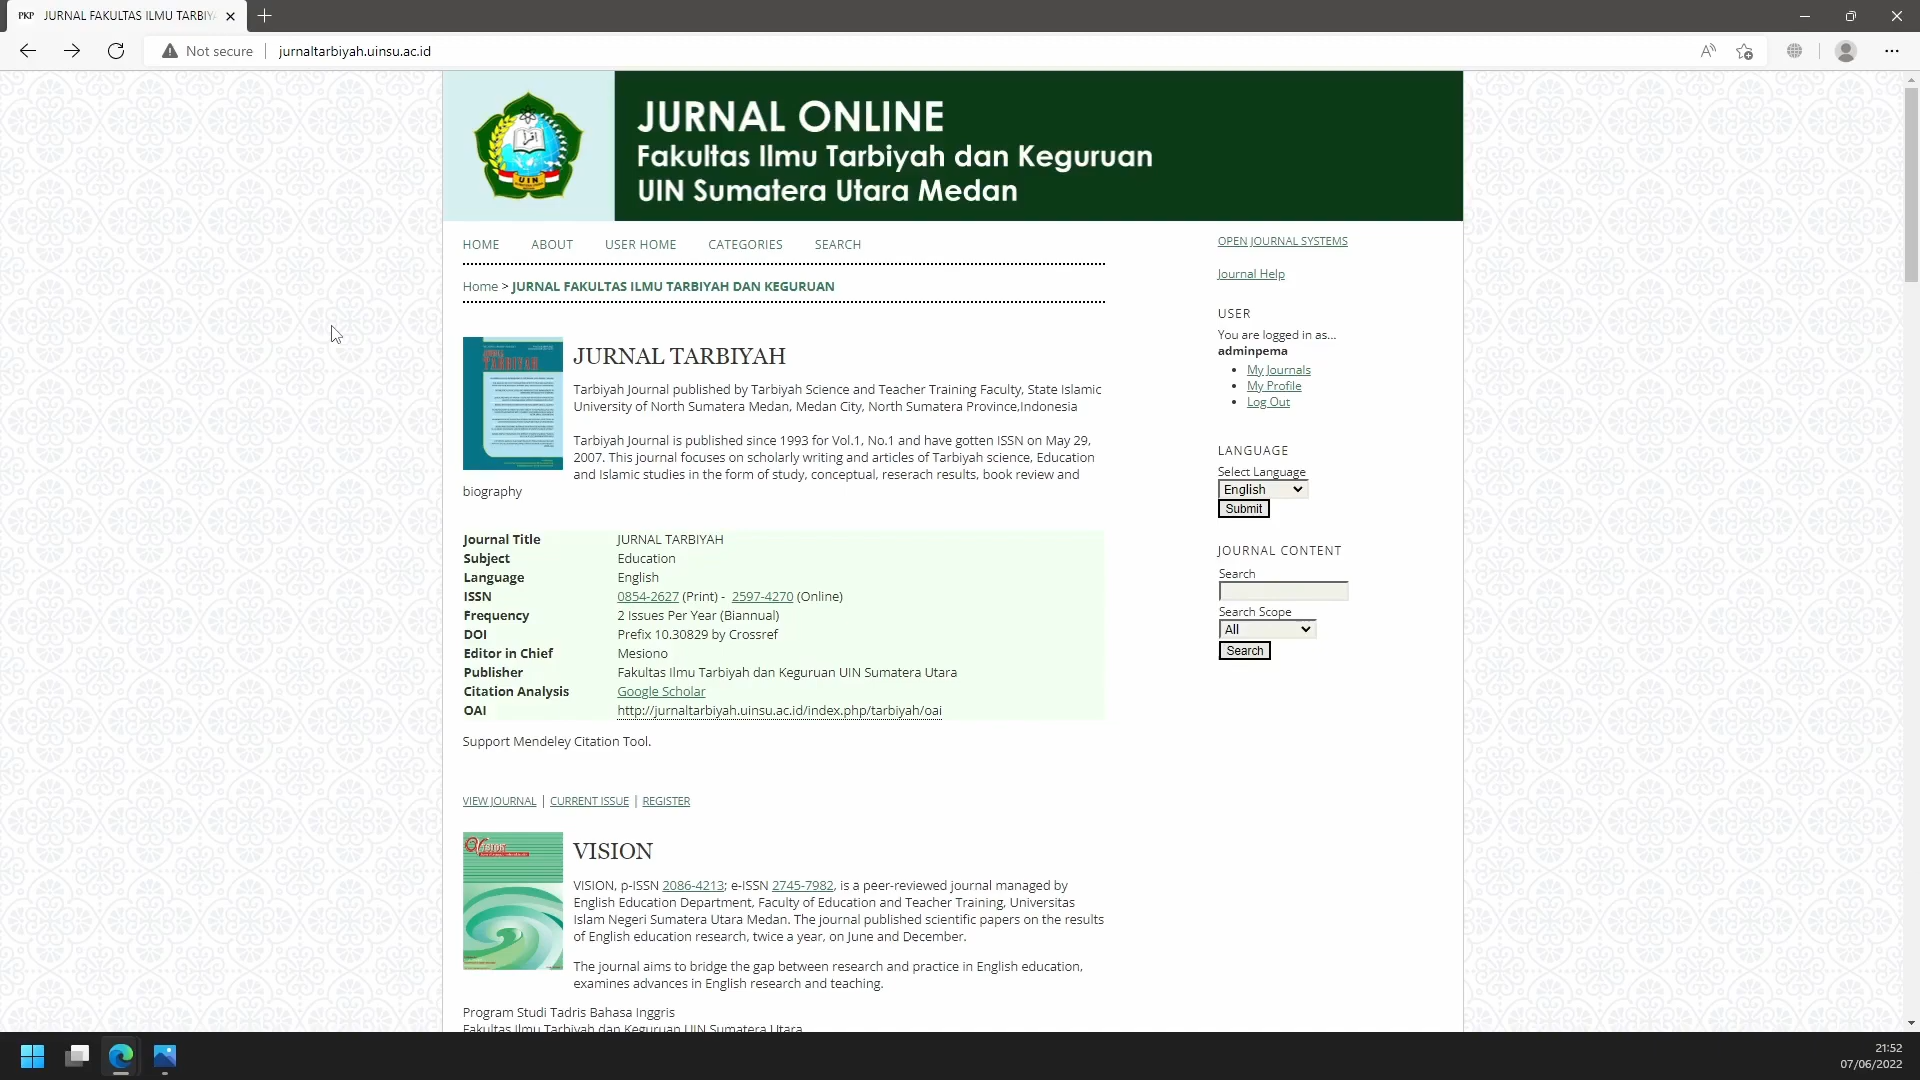 PKP JURNAL FAKULTAS ILMU TARBIY
Not secure
jurnaltarbiyah.uinsu.ac.id
JURNAL ONLINE
Fakultas Ilmu Tarbiyah dan Keguruan
UIN Sumatera Utara Medan
UIN
HOME ABOUT USER HOME CATEGORIES SEARCH
Home > JURNAL FAKULTAS ILMU TARBIYAH DAN KEGURUAN
TARBIYAH
JURNAL TARBIYAH
Tarbiyah Journal published by Tarbiyah Science and Teacher Training Faculty, State Islamic
University of North Sumatera Medan, Medan City, North Sumatera Province,Indonesia
Tarbiyah Journal is published since 1993 for Vol.1, No.1 and have gotten ISSN on May 29,
2007. This journal focuses on scholarly writing and articles of Tarbiyah science, Education
and Islamic studies in the form of study, conceptual, reserach results, book review and
biography
Journal Title JURNAL TARBIYAH
Subject Education
Language English
ISSN 0854-2627 (Print) - 2597-4270 (Online)
Frequency 2 Issues Per Year (Biannual)
DOI Prefix 10.30829 by Crossref
Editor in Chief Mesiono
Publisher Fakultas Ilmu Tarbiyah dan Keguruan UIN Sumatera Utara
Citation Analysis Google Scholar
OAI http://jurnaltarbiyah.uinsu.ac.id/index.php/tarbiyah/oai
Support Mendeley Citation Tool.
VIEW JOURNAL | CURRENT ISSUE | REGISTER
VISION
VISION, p-ISSN 2086-4213; e-ISSN 2745-7982, is a peer-reviewed journal managed by
English Education Department, Faculty of Education and Teacher Training, Universitas
Islam Negeri Sumatera Utara Medan. The journal published scientific papers on the results
of English education research, twice a year, on June and December.
The journal aims to bridge the gap between research and practice in English education,
examines advances in English research and teaching.
Program Studi Tadris Bahasa Inggris
Fakultas Ilmu Tarbiyah dan Keguruan UIN Sumatera Utara
OPEN JOURNAL SYSTEMS
Journal Help
USER
You are logged in as...
adminpema
My Journals
My Profile
Log Out
LANGUAGE
Select Language
English
Submit
JOURNAL CONTENT
Search
Search Scope
All
Search
21:52
07/06/2022